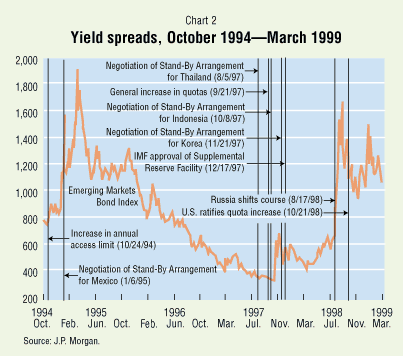 Chart 2
Yield spreads, October 1994—March 1999
2,000
1,800
1,600
1,400
1,200
1,000
800
600
400
200
Negotiation of Stand-By Arrangement
for Thailand (8/5/97)
General increase in quotas (9/21/97)
Negotiation of Stand-By Arrangement
for Indonesia (10/8/97)
Negotiation of Stand-By Arrangement
for Korea (11/21/97)
IMF approval of Supplemental
Reserve Facility (12/17/97)
Emerging Markets
Bond Index
Russia shifts course (8/17/98)
U.S. ratifies quota increase (10/21/98)
Increase in annual
access limit (10/24/94)
Negotiation of Stand-By Arrangement
for Mexico (1/6/95)
1994 1995 1996 1997 1998 1999
Oct. Feb. Jun. Oct. Feb. Jun. Oct. Mar. Jul. Nov. Mar. Jul. Nov. Mar.
Source: J.P. Morgan.